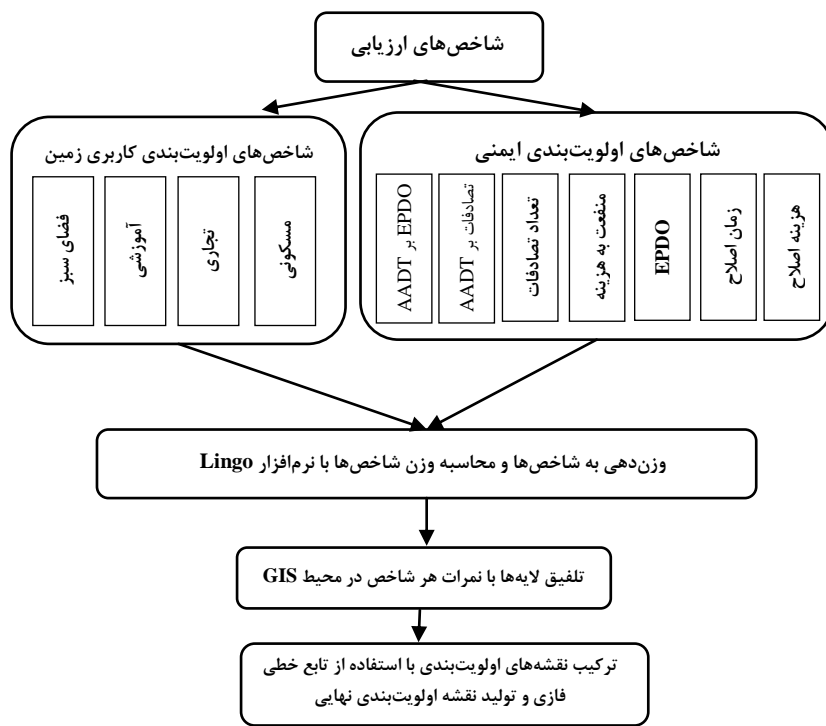 شاخص‌های ارزیابی
شاخص‌های اولویت‌بندی ایمنی
هزینه اصلاح
زمان اصلاح
EPDO
منفعت به هزینه
تعداد تصادفات
تصادفات بر AADT
EPDO بر AADT
شاخص‌های اولویت‌بندی کاربری زمین
مسکونی
تجاری
آموزشی
فضای سبز
وزن‌دهی به شاخص‌ها و محاسبه وزن شاخص‌ها با نرم‌افزار Lingo
تلفیق لایه‌ها با نمرات هر شاخص در محیط GIS
ترکیب نقشه‌های اولویت‌بندی با استفاده از تابع خطی
فازی و تولید نقشه اولویت‌بندی نهایی